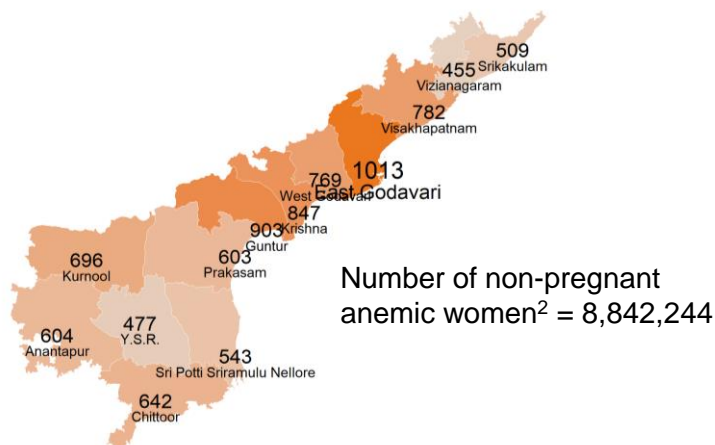 509
Srikakulam
455
Vizianagaram
782
Visakhapatnam
1013
East Godavari
769
West Godavari
847
Krishna
903
Guntur
603
Prakasam
696
Kurnool
604
Anantapur
477
Y.S.R.
543
Sri Potti Sriramulu Nellore
642
Chittoor
Number of non-pregnant
anemic women² = 8,842,244